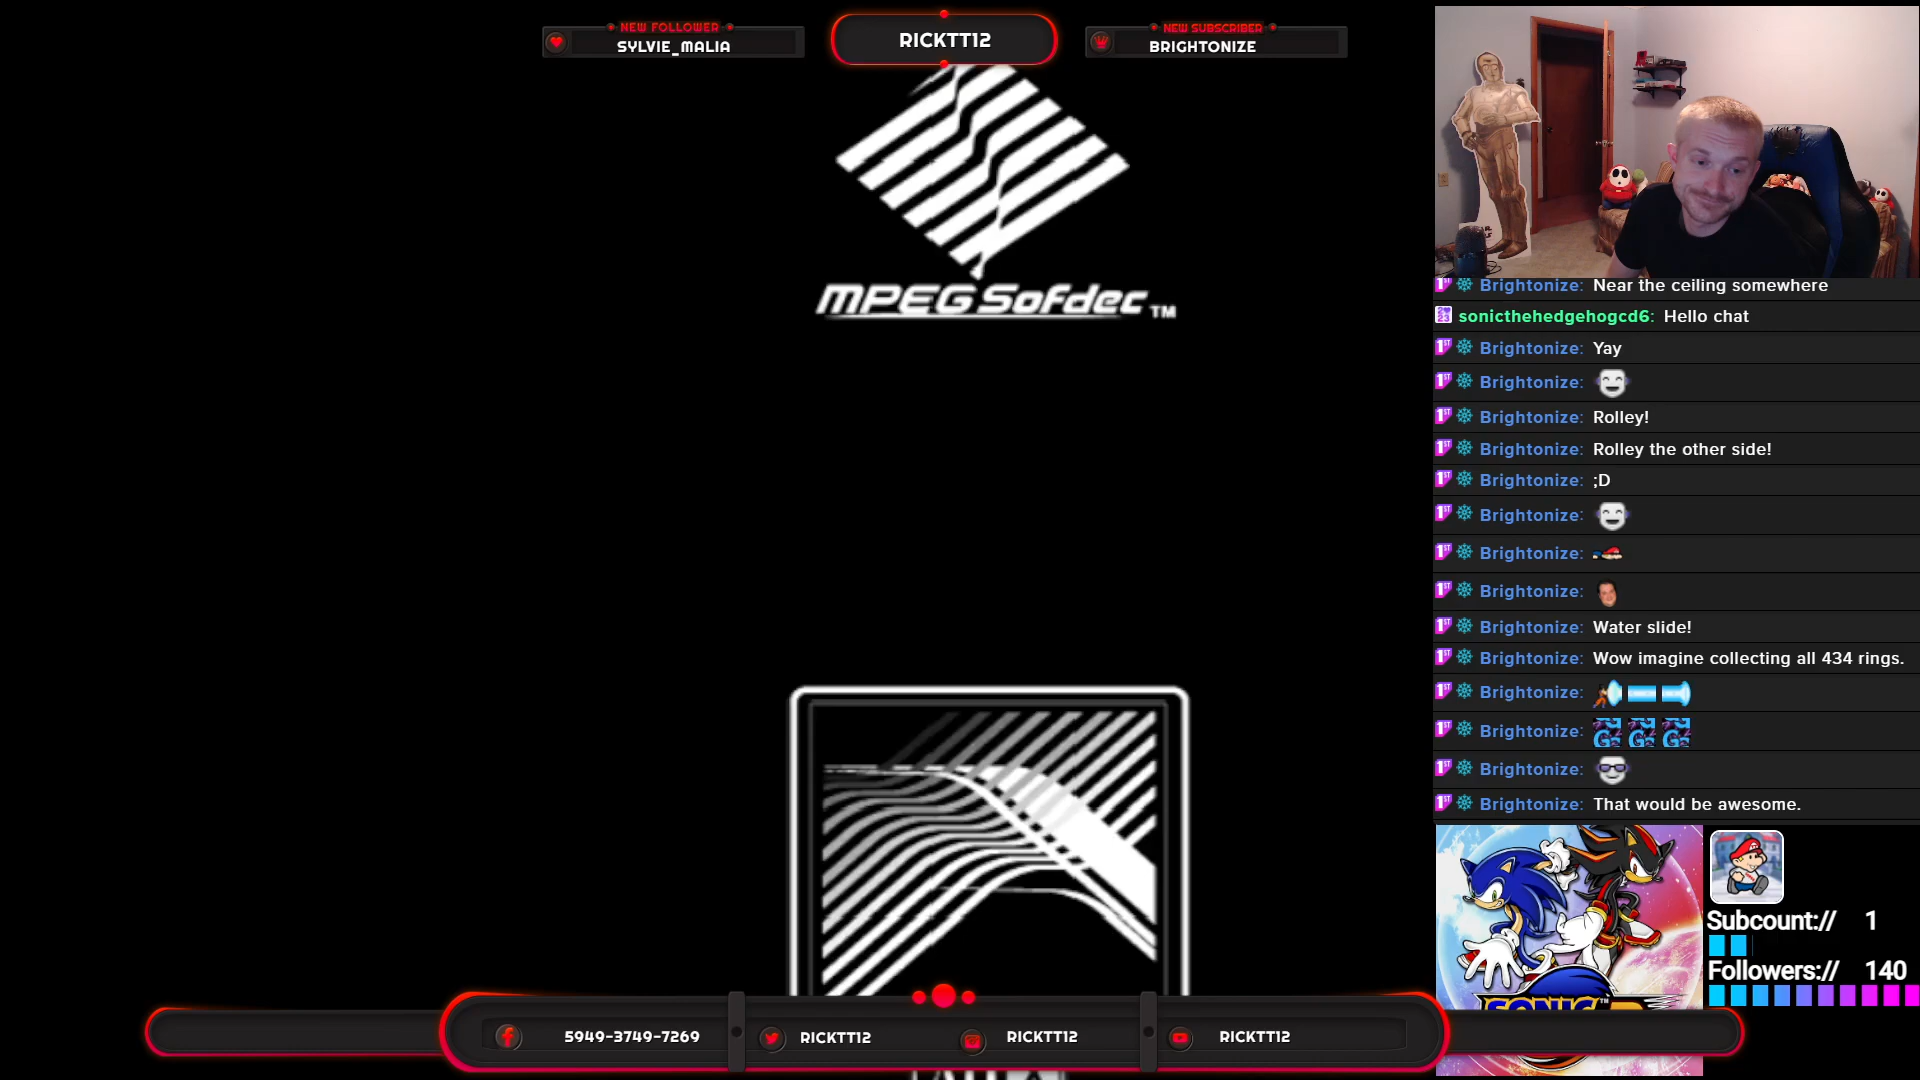 NEW FOLLOWER
SYLVIE_MALIA
RICKTT12
NEW SUBSCRIBER
BRIGHTONIZE
MPEG Sofdec™
Brightonize: Near the ceiling somewhere
sonicthehedgehogcd6: Hello chat
Brightonize: Yay
Brightonize:
Brightonize: Rolley!
Brightonize: Rolley the other side!
Brightonize: ;D
Brightonize:
Brightonize:
Brightonize:
Brightonize: Water slide!
Brightonize: Wow imagine collecting all 434 rings.
Brightonize:
Brightonize:
Brightonize:
Brightonize: That would be awesome.
Subcount:// 1
Followers:// 140
SONIC™
5949-3749-7269
RICKTT12
RICKTT12
RICKTT12